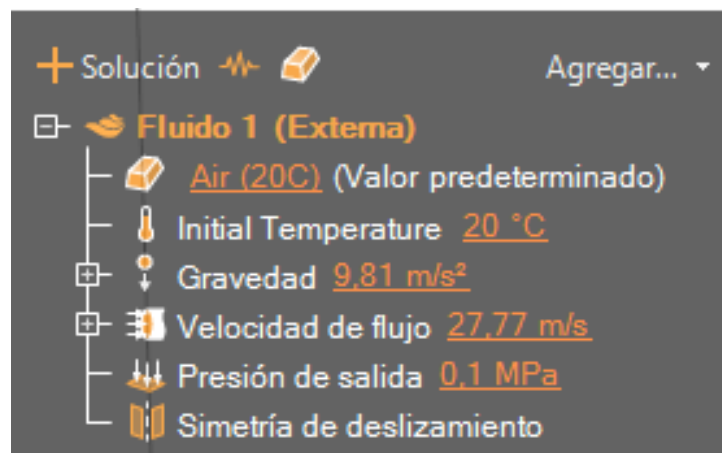 Solución Agregar...
Fluido 1 (Externa)
Air (20C) (Valor predeterminado)
Initial Temperature 20 °C
Gravedad 9,81 m/s²
Velocidad de flujo 27,77 m/s
Presión de salida 0,1 MPa
Simetría de deslizamiento